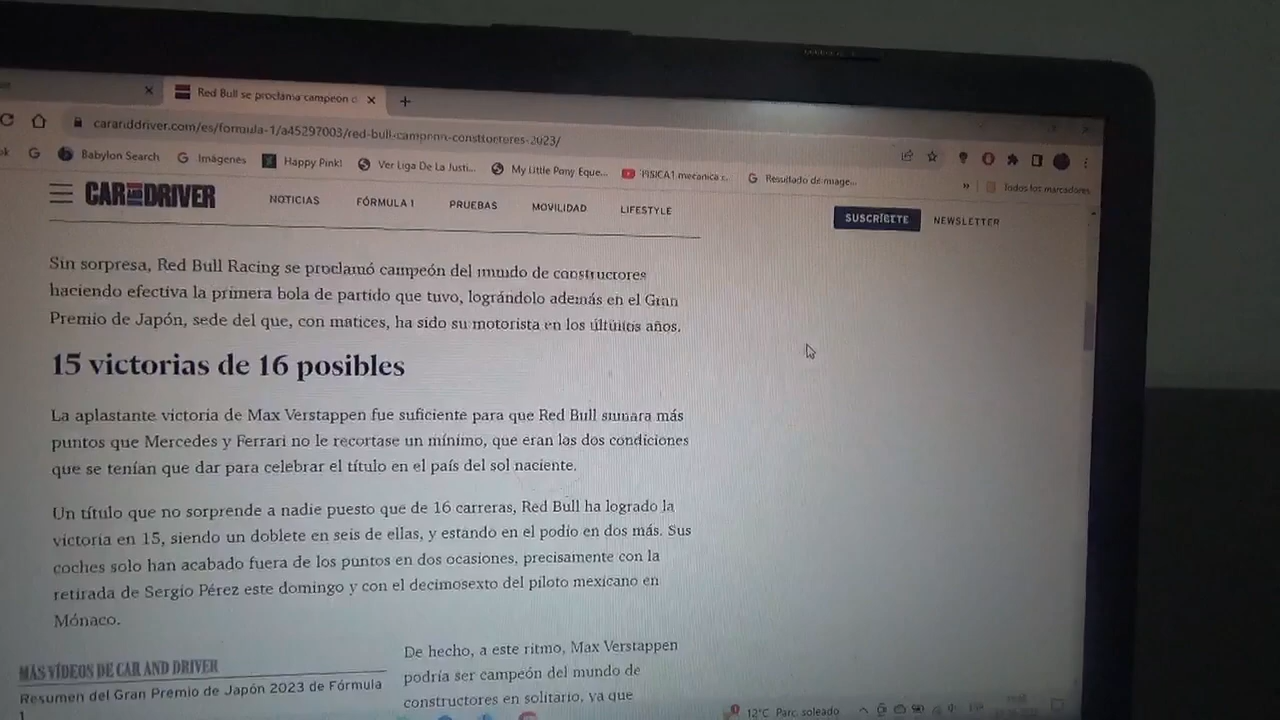 Red Bull se proclama campeón c
caranddriver.com/es/formula-1/a45297003/red-bull-campeon-constructores-2023/
Babylon Search
Imágenes
Happy Pink!
Ver Liga De La Justi...
My Little Pony Eque...
FISICA1 mecanica c...
Resultado de image...
»
Todos los marcadores
CAR AND DRIVER
NOTICIAS
FÓRMULA 1
PRUEBAS
MOVILIDAD
LIFESTYLE
SUSCRÍBETE
NEWSLETTER
Sin sorpresa, Red Bull Racing se proclamó campeón del mundo de constructores
haciendo efectiva la primera bola de partido que tuvo, lográndolo además en el Gran
Premio de Japón, sede del que, con matices, ha sido su motorista en los últimos años.
15 victorias de 16 posibles
La aplastante victoria de Max Verstappen fue suficiente para que Red Bull sumara más
puntos que Mercedes y Ferrari no le recortase un mínimo, que eran las dos condiciones
que se tenían que dar para celebrar el título en el país del sol naciente.
Un título que no sorprende a nadie puesto que de 16 carreras, Red Bull ha logrado la
victoria en 15, siendo un doblete en seis de ellas, y estando en el podio en dos más. Sus
coches solo han acabado fuera de los puntos en dos ocasiones, precisamente con la
retirada de Sergio Pérez este domingo y con el decimosexto del piloto mexicano en
Mónaco.
MÁS VÍDEOS DE CAR AND DRIVER
Resumen del Gran Premio de Japón 2023 de Fórmula
1
De hecho, a este ritmo, Max Verstappen
podría ser campeón del mundo de
constructores en solitario, ya que
12°C Parc. soleado